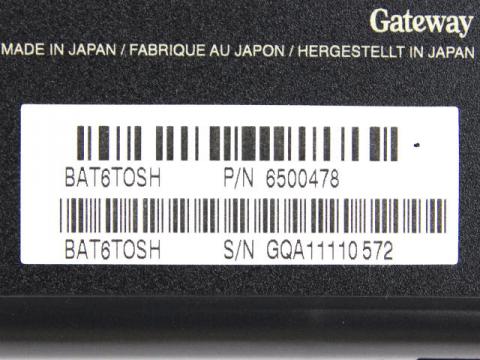 Gateway
MADE IN JAPAN / FABRIQUE AU JAPON / HERGESTELLT IN JAPAN
BAT6TOSH P/N 6500478
BAT6TOSH S/N GQA11110572